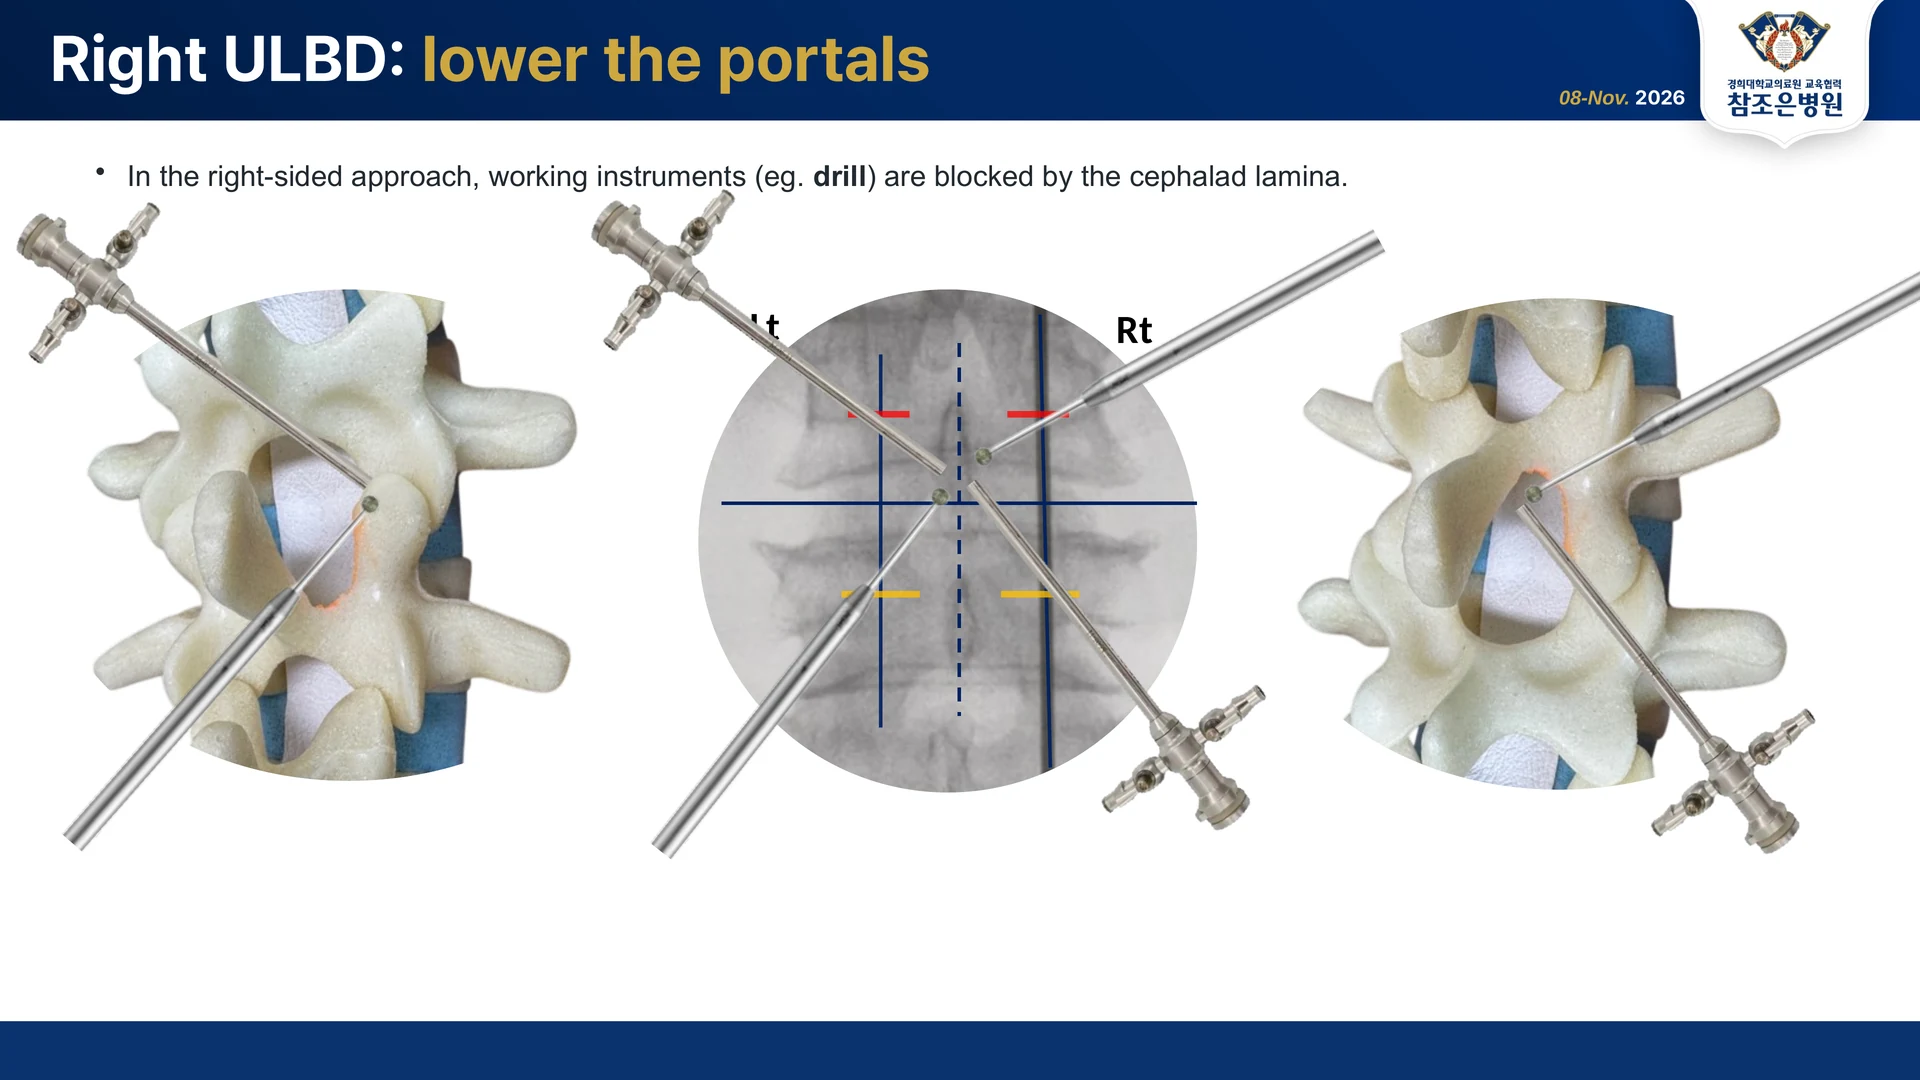 Right ULBD: lower the portals
08-Nov. 2026
경희대학교의료원 교육협력
참조은병원
• In the right-sided approach, working instruments (eg. drill) are blocked by the cephalad lamina.
Lt
Rt